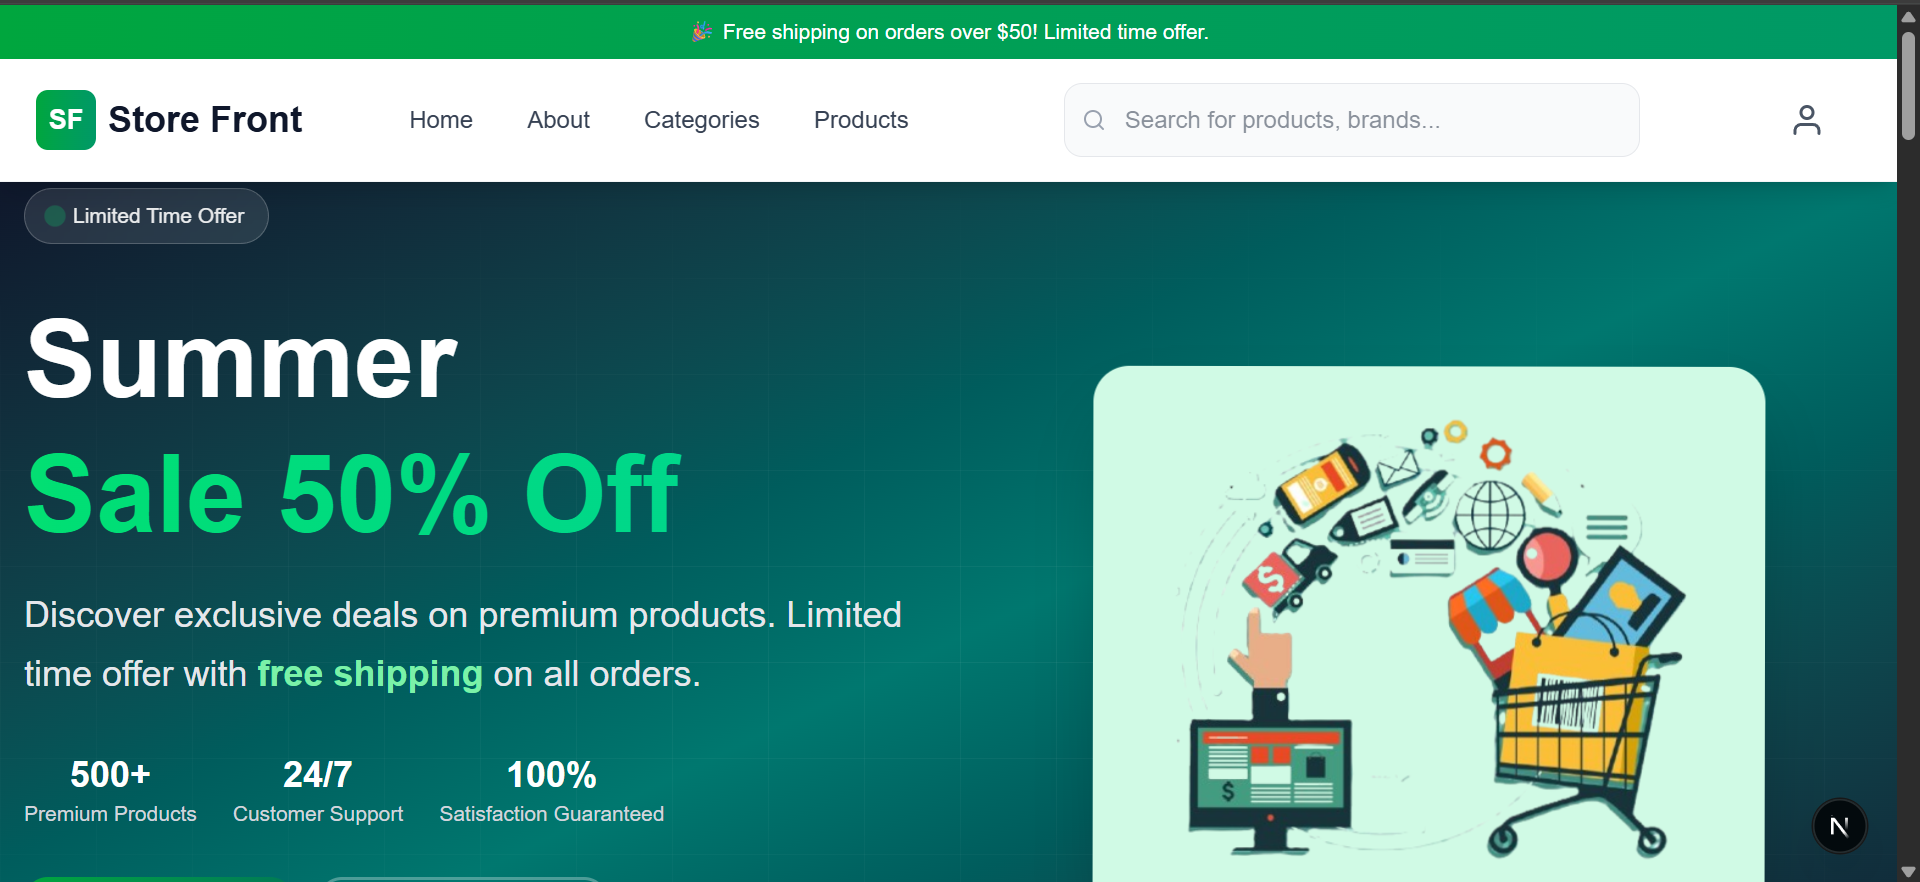 🎉 Free shipping on orders over $50! Limited time offer.
SF Store Front
Home About Categories Products
Search for products, brands...
Limited Time Offer
Summer
Sale 50% Off
Discover exclusive deals on premium products. Limited
time offer with free shipping on all orders.
500+ 24/7 100%
Premium Products Customer Support Satisfaction Guaranteed
$
$
N